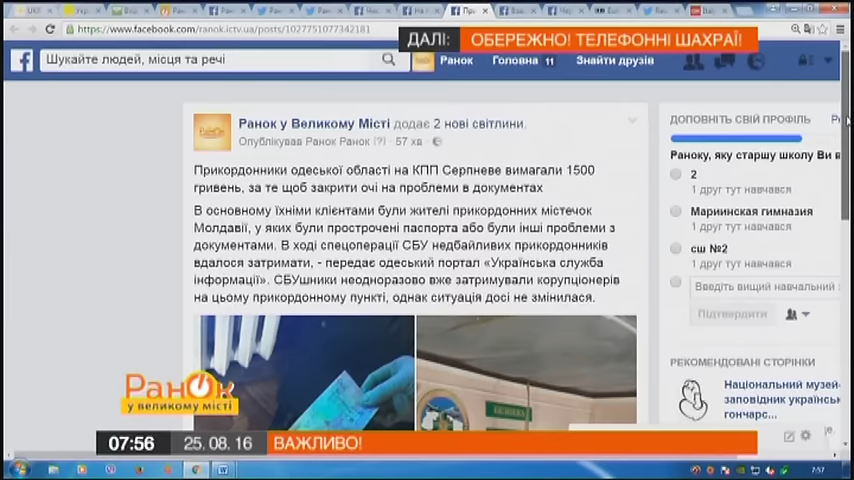 https://www.facebook.com/ranok.ictv.ua/posts/1027751077342181
ДАЛІ: ОБЕРЕЖНО! ТЕЛЕФОННІ ШАХРАЇ!
Шукайте людей, місця та речі
Ранок
Головна 11
Знайти друзів
Ранок у Великому Місті додає 2 нові світлини.
Опублікував Ранок Ранок [?] · 57 хв ·
Прикордонники одеської області на КПП Серпневе вимагали 1500
гривень, за те щоб закрити очі на проблеми в документах
В основному їхніми клієнтами були жителі прикордонних містечок
Молдавії, у яких були прострочені паспорта або були інші проблеми з
документами. В ході спецоперації СБУ недбайливих прикордонників
вдалося затримати, - передає одеський портал «Українська служба
інформації». СБУшники неодноразово вже затримували корупціонерів
на цьому прикордонному пункті, однак ситуація досі не змінилася.
ДОПОВНІТЬ СВІЙ ПРОФІЛЬ
Раноку, яку старшу школу Ви в
2
1 друг тут навчався
Мариинская гимназия
1 друг тут навчався
сш №2
1 друг тут навчався
Введіть вищий навчальний з
Підтвердити
РЕКОМЕНДОВАНІ СТОРІНКИ
Національний музей-
заповідник українськ
гончарс...
Ранок
у великому місті
07:56 25.08.16 ВАЖЛИВО!
7:57